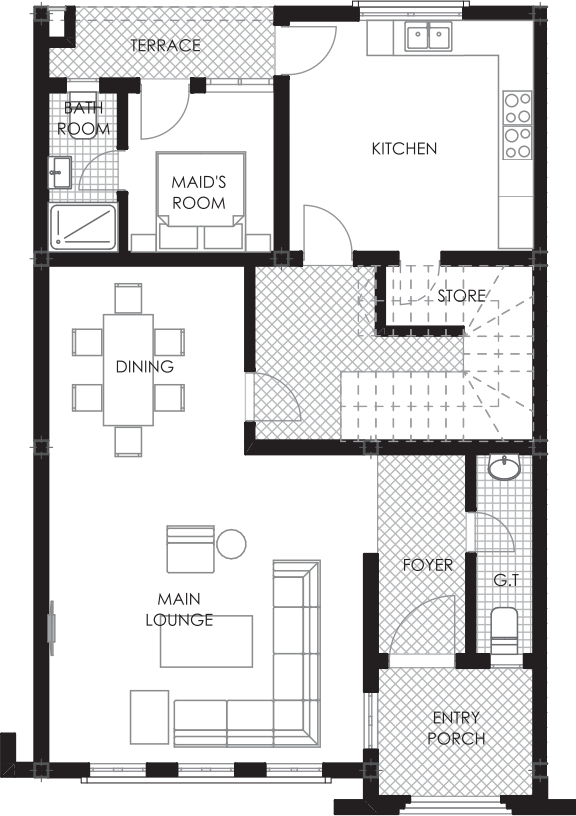 TERRACE
BATH
ROOM
KITCHEN
MAID'S
ROOM
STORE
DINING
FOYER
G.T
MAIN
LOUNGE
ENTRY
PORCH